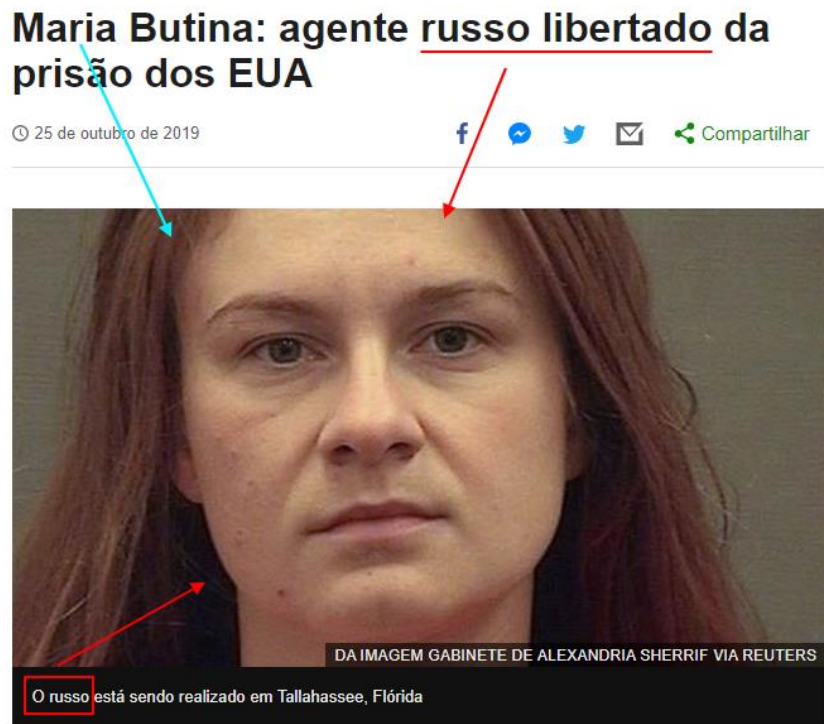 Maria Butina: agente russo libertado da
prisão dos EUA
25 de outubro de 2019
Compartilhar
DA IMAGEM GABINETE DE ALEXANDRIA SHERRIF VIA REUTERS
O russo está sendo realizado em Tallahassee, Flórida